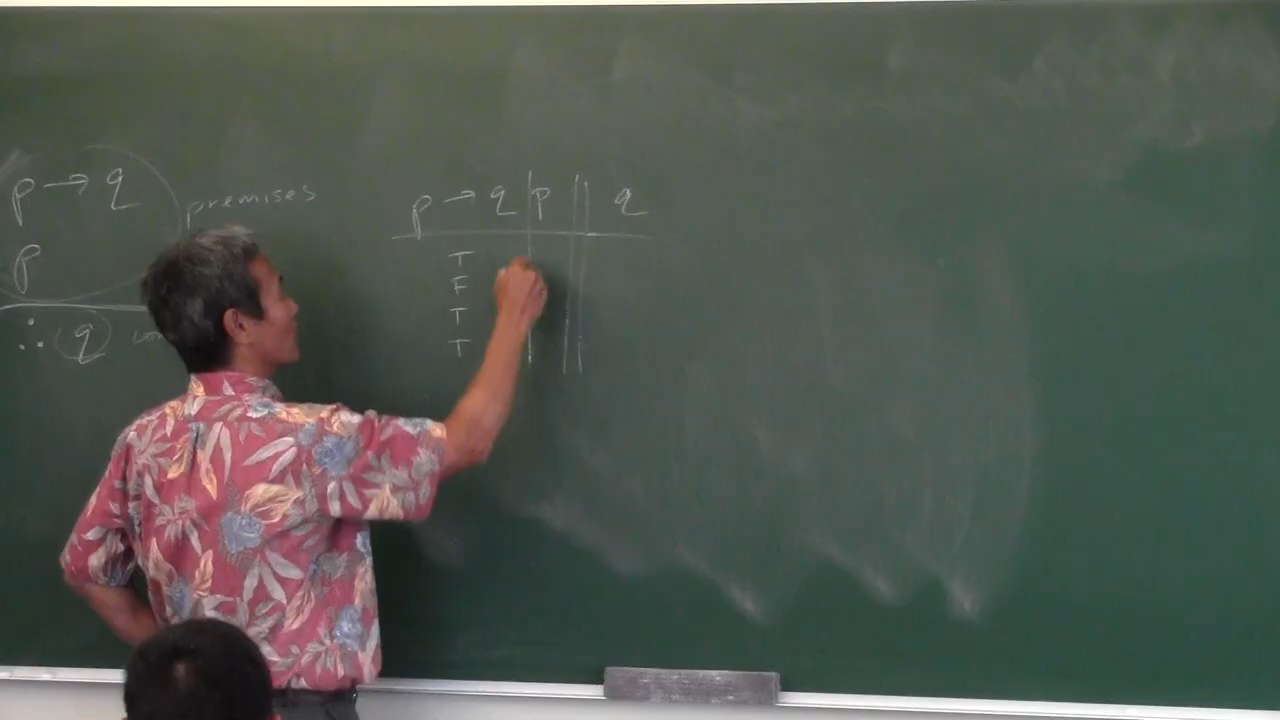 p → q
premises
p
∴ q
p → q | p || q
T
F
T
T